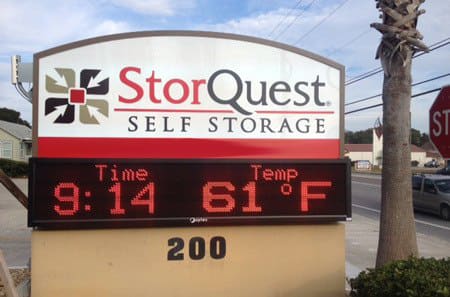 StorQuest®
SELF STORAGE
Time Temp
9:14 61°F
200